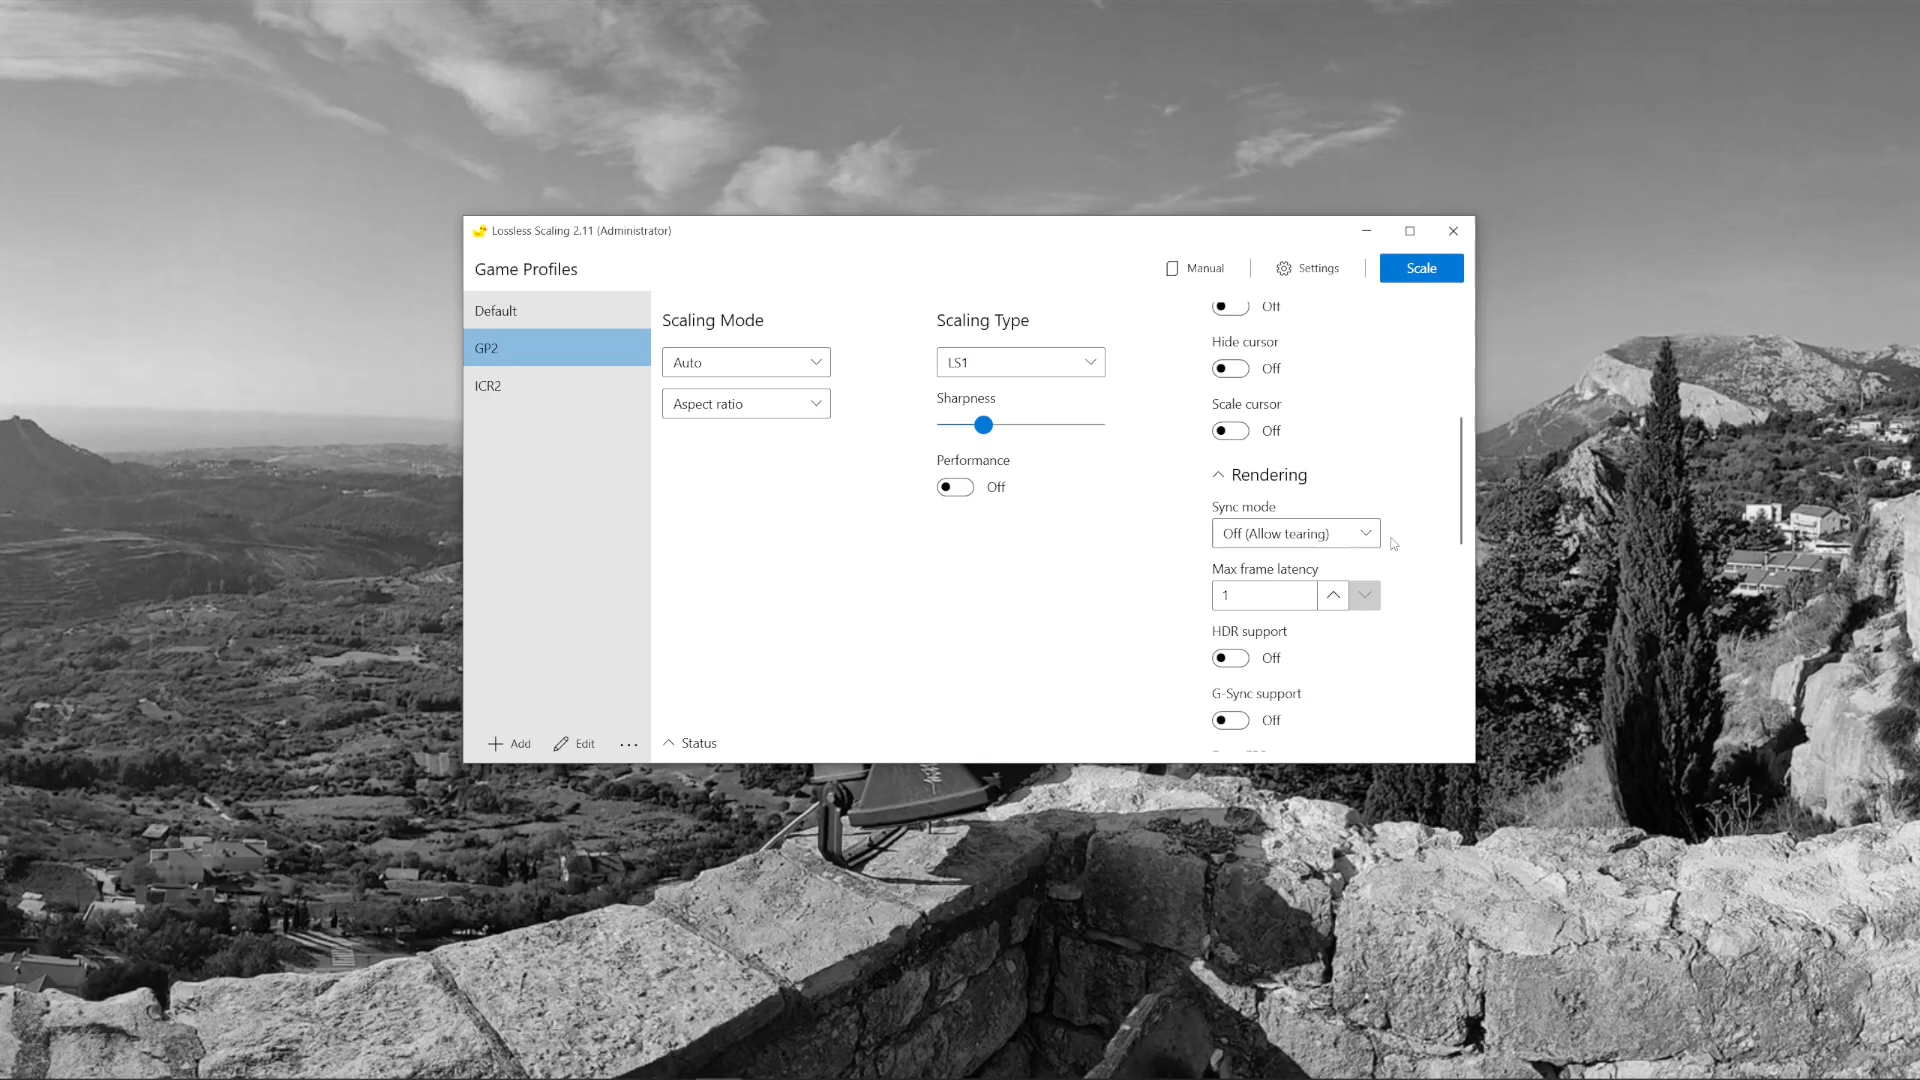 Lossless Scaling 2.11 (Administrator)
Game Profiles
Manual
Settings
Scale
Default
GP2
ICR2
Add
Edit
...
Scaling Mode
Auto
Aspect ratio
Status
Scaling Type
LS1
Sharpness
Performance
Off
Off
Hide cursor
Off
Scale cursor
Off
Rendering
Sync mode
Off (Allow tearing)
Max frame latency
1
HDR support
Off
G-Sync support
Off